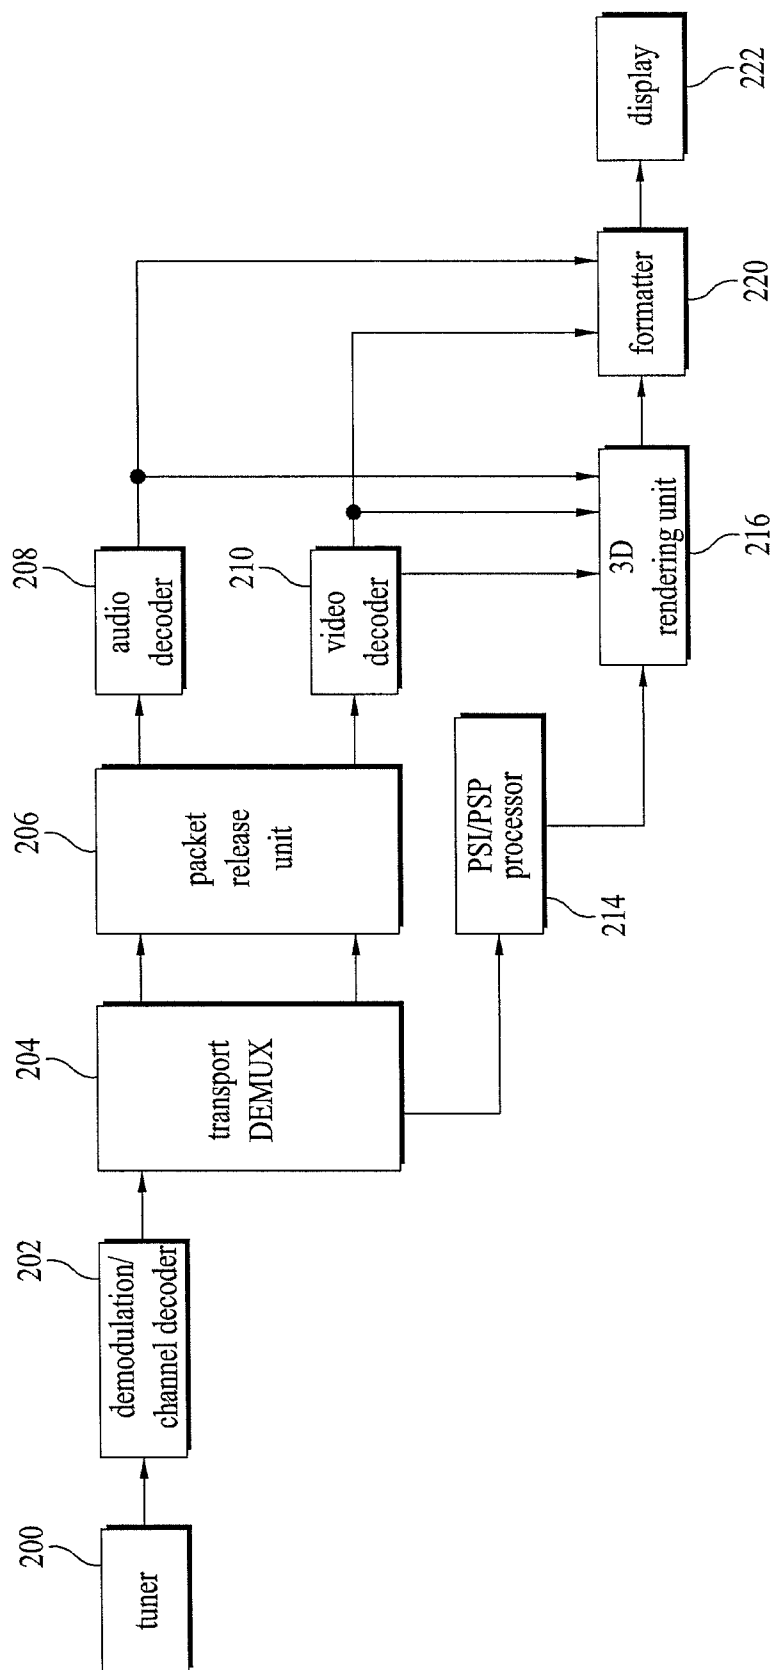 200
tuner
202
demodulation/
channel decoder
204
transport
DEMUX
206
packet
release
unit
208
audio
decoder
210
video
decoder
PSI/PSP
processor
214
3D
rendering unit
216
formatter
220
display
222